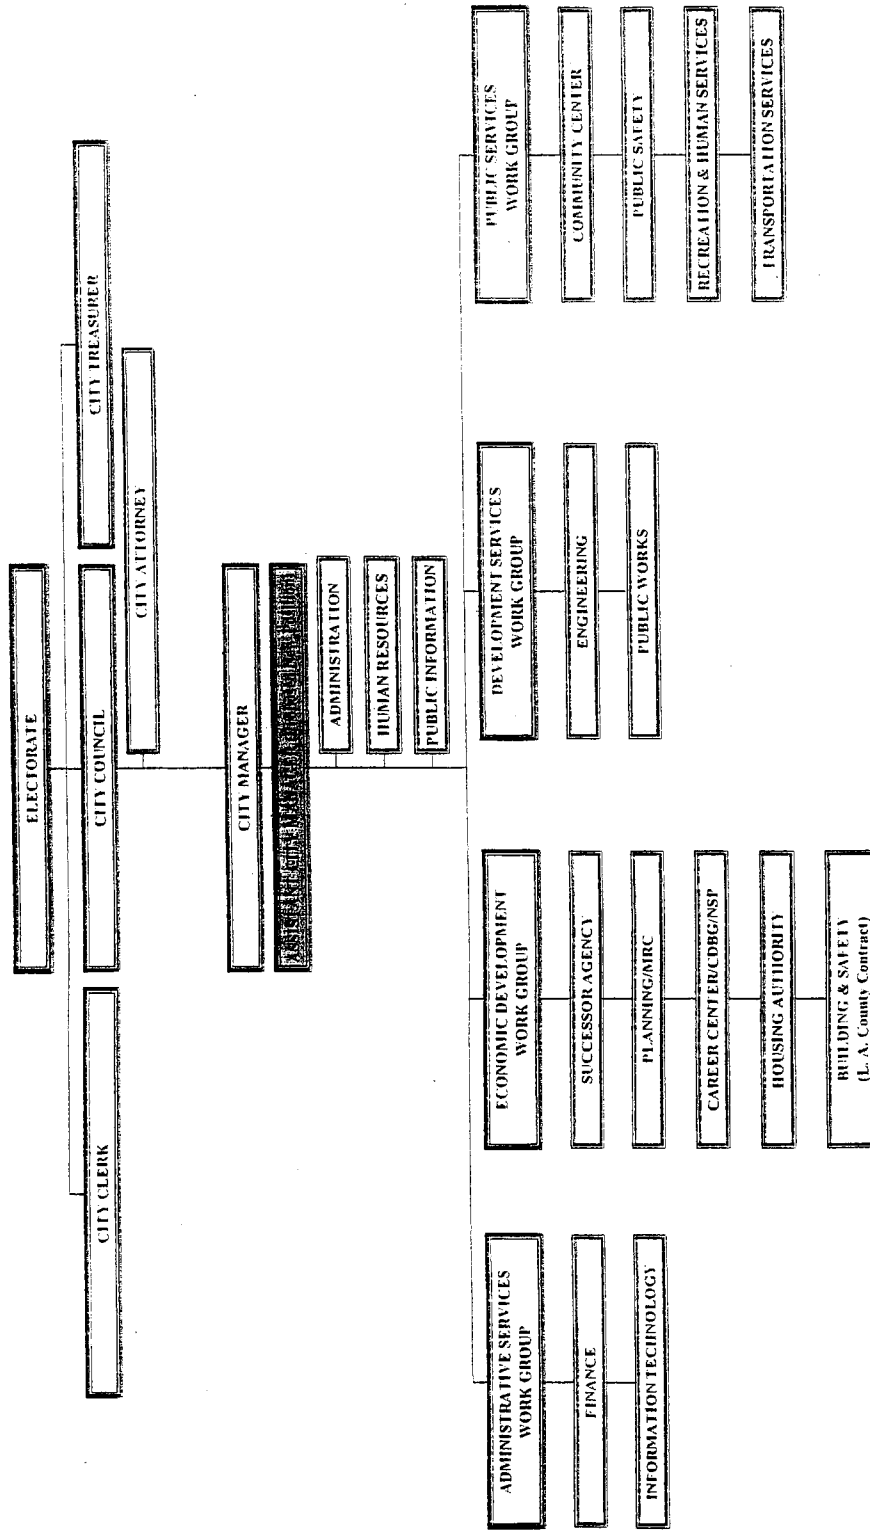 ELECTORATE
CITY CLERK
CITY COUNCIL
CITY TREASURER
CITY ATTORNEY
CITY MANAGER
ASSISTANT CITY MANAGER
ADMINISTRATION
HUMAN RESOURCES
PUBLIC INFORMATION
ADMINISTRATIVE SERVICES
WORK GROUP
FINANCE
INFORMATION TECHNOLOGY
ECONOMIC DEVELOPMENT
WORK GROUP
SUCCESSOR AGENCY
PLANNING/MRC
CAREER CENTER/CDBG/NSP
HOUSING AUTHORITY
BUILDING & SAFETY
(L. A. County Contract)
DEVELOPMENT SERVICES
WORK GROUP
ENGINEERING
PUBLIC WORKS
PUBLIC SERVICES
WORK GROUP
COMMUNITY CENTER
PUBLIC SAFETY
RECREATION & HUMAN SERVICES
TRANSPORTATION SERVICES